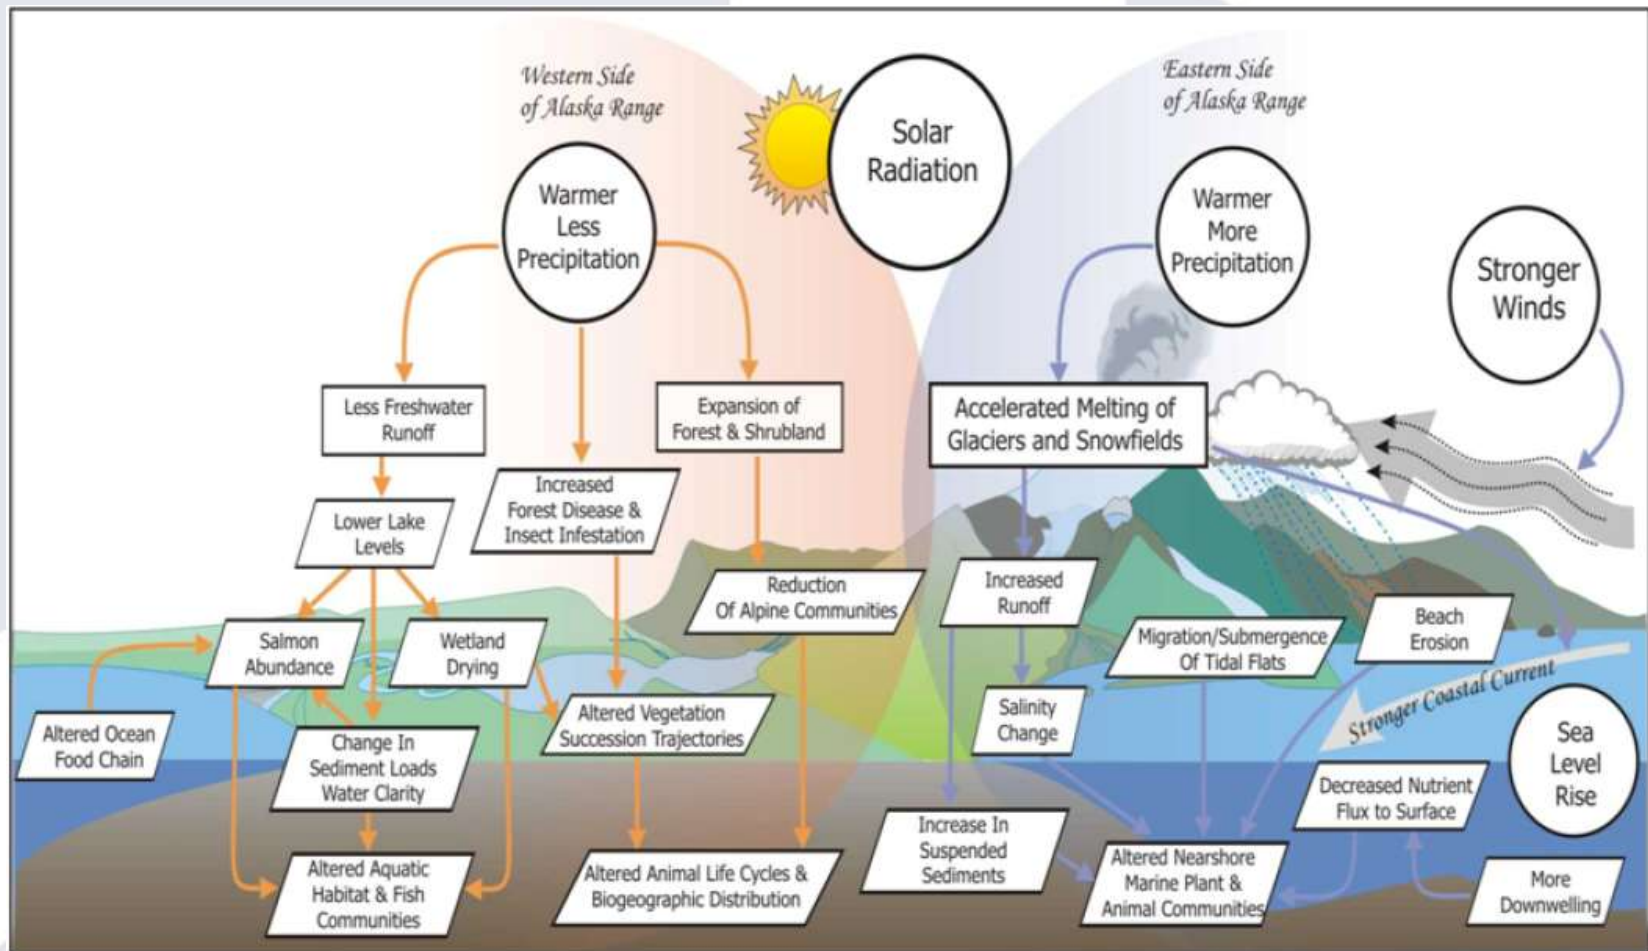 Western Side
of Alaska Range
Eastern Side
of Alaska Range
Solar
Radiation
Warmer
Less
Precipitation
Warmer
More
Precipitation
Stronger
Winds
Less Freshwater
Runoff
Expansion of
Forest & Shrubland
Accelerated Melting of
Glaciers and Snowfields
Increased
Forest Disease &
Insect Infestation
Lower Lake
Levels
Reduction
Of Alpine Communities
Increased
Runoff
Beach
Erosion
Migration/Submergence
Of Tidal Flats
Salmon
Abundance
Wetland
Drying
Stronger Coastal Current
Altered Ocean
Food Chain
Altered Vegetation
Succession Trajectories
Salinity
Change
Change In
Sediment Loads
Water Clarity
Sea
Level
Rise
Decreased Nutrient
Flux to Surface
Increase In
Suspended
Sediments
Altered Aquatic
Habitat & Fish
Communities
Altered Animal Life Cycles &
Biogeographic Distribution
Altered Nearshore
Marine Plant &
Animal Communities
More
Downwelling